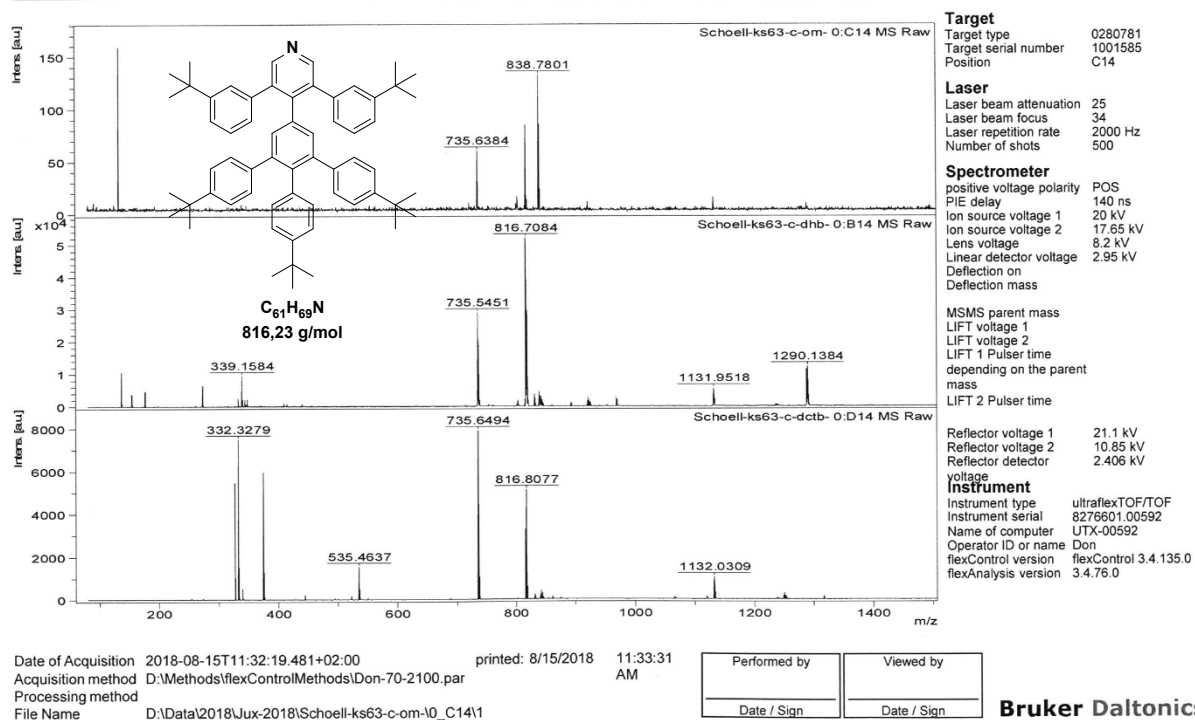 Schoell-ks63-c-om- 0:C14 MS Raw
Intens. [a.u.]
150
100
50
0
735.6384
838.7801
N
C₆₁H₆₉N
816,23 g/mol
Schoell-ks63-c-dhb- 0:B14 MS Raw
Intens. [a.u.]
x10⁴
5
4
3
2
1
0
339.1584
735.5451
816.7084
1131.9518
1290.1384
Schoell-ks63-c-dctb- 0:D14 MS Raw
Intens. [a.u.]
8000
6000
4000
2000
0
332.3279
535.4637
735.6494
816.8077
1132.0309
200 400 600 800 1000 1200 1400
m/z
Target
Target type 0280781
Target serial number 1001585
Position C14
Laser
Laser beam attenuation 25
Laser beam focus 34
Laser repetition rate 2000 Hz
Number of shots 500
Spectrometer
positive voltage polarity POS
PIE delay 140 ns
Ion source voltage 1 20 kV
Ion source voltage 2 17.65 kV
Lens voltage 8.2 kV
Linear detector voltage 2.95 kV
Deflection on
Deflection mass
MSMS parent mass
LIFT voltage 1
LIFT voltage 2
LIFT 1 Pulser time
depending on the parent
mass
LIFT 2 Pulser time
Reflector voltage 1 21.1 kV
Reflector voltage 2 10.85 kV
Reflector detector 2.406 kV
voltage
Instrument
Instrument type ultraflexTOF/TOF
Instrument serial 8276601.00592
Name of computer UTX-00592
Operator ID or name Don
flexControl version flexControl 3.4.135.0
flexAnalysis version 3.4.76.0
Date of Acquisition 2018-08-15T11:32:19.481+02:00 printed: 8/15/2018 11:33:31
AM
Acquisition method D:\Methods\flexControlMethods\Don-70-2100.par
Processing method
File Name D:\Data\2018\Jux-2018\Schoell-ks63-c-om-\0_C14\1
Performed by
Date / Sign
Viewed by
Date / Sign
Bruker Daltonics